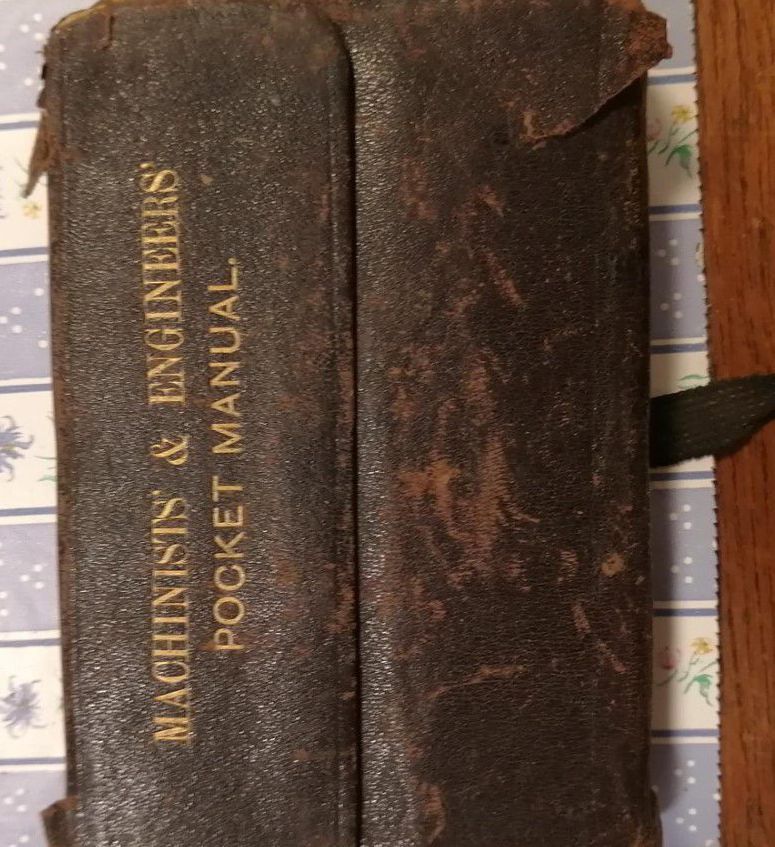 MACHINISTS' & ENGINEERS'
POCKET MANUAL.